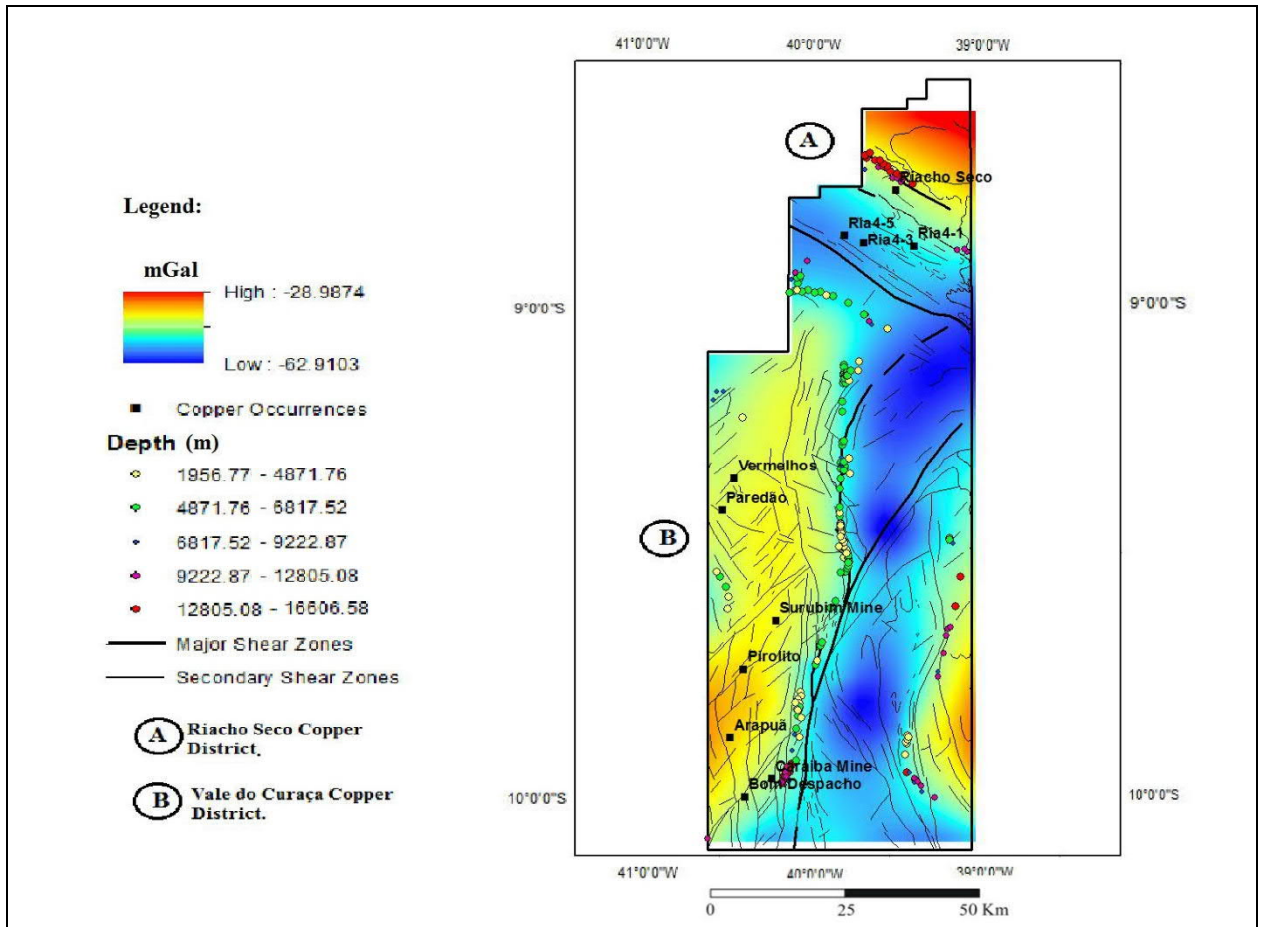 41°0'0"W 40°0'0"W 39°0'0"W
A
Riacho Seco
Ria4-5
Ria4-3
Ria4-1
9°0'0"S 9°0'0"S
Vermelhos
Paredão
B
Surubim Mine
Pirolito
Arapuã
Caraiba Mine
Bom Despacho
10°0'0"S 10°0'0"S
41°0'0"W 40°0'0"W 39°0'0"W
0 25 50 Km
Legend:
mGal
High : -28.9874
Low : -62.9103
Copper Occurrences
Depth (m)
1956.77 - 4871.76
4871.76 - 6817.52
6817.52 - 9222.87
9222.87 - 12805.08
12805.08 - 16606.58
Major Shear Zones
Secondary Shear Zones
A Riacho Seco Copper
District.
B Vale do Curaça Copper
District.